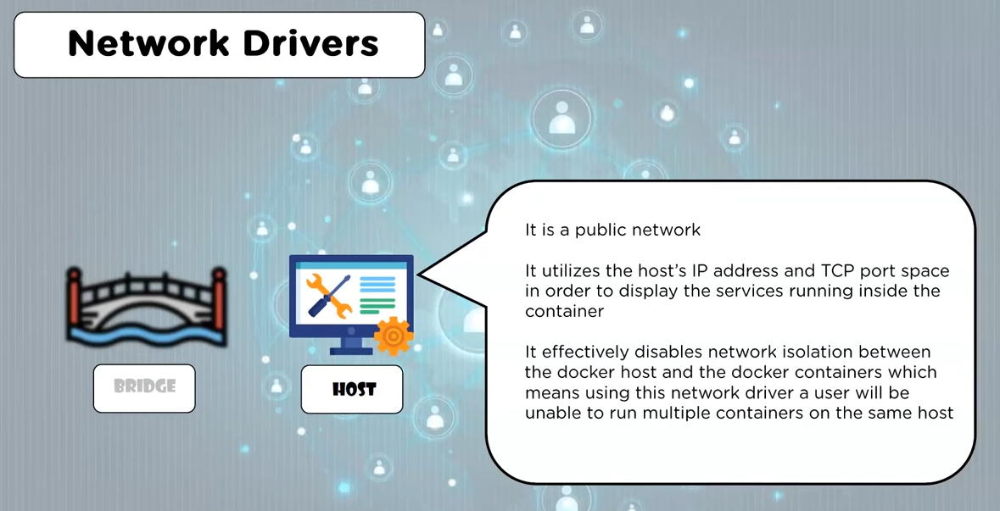 Network Drivers
It is a public network
It utilizes the host's IP address and TCP port space
in order to display the services running inside the
container
It effectively disables network isolation between
the docker host and the docker containers which
means using this network driver a user will be
unable to run multiple containers on the same host
BRIDGE
HOST